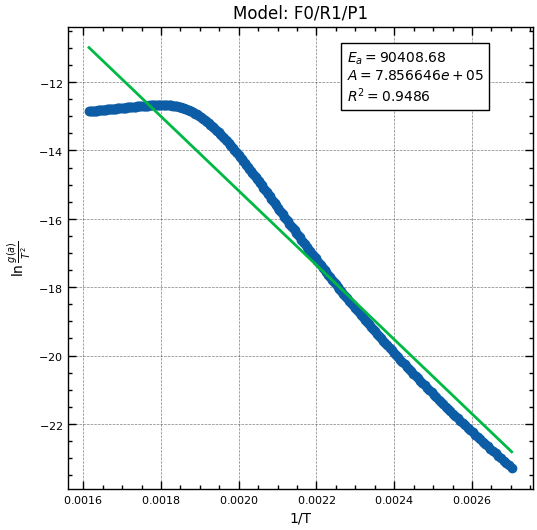 Model: F0/R1/P1
E_a = 90408.68
A = 7.856646e + 05
R^2 = 0.9486
−12
−14
−16
−18
−20
−22
ln g(a)/T^2
0.0016 0.0018 0.0020 0.0022 0.0024 0.0026
1/T